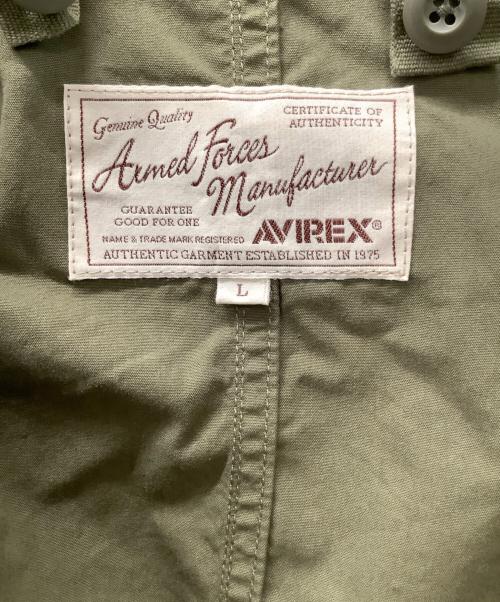 Genuine Quality
CERTIFICATE OF
AUTHENTICITY
Armed Forces
Manufacturer
GUARANTEE
GOOD FOR ONE
NAME & TRADE MARK REGISTERED
AVIREX®
AUTHENTIC GARMENT ESTABLISHED IN 1975
L